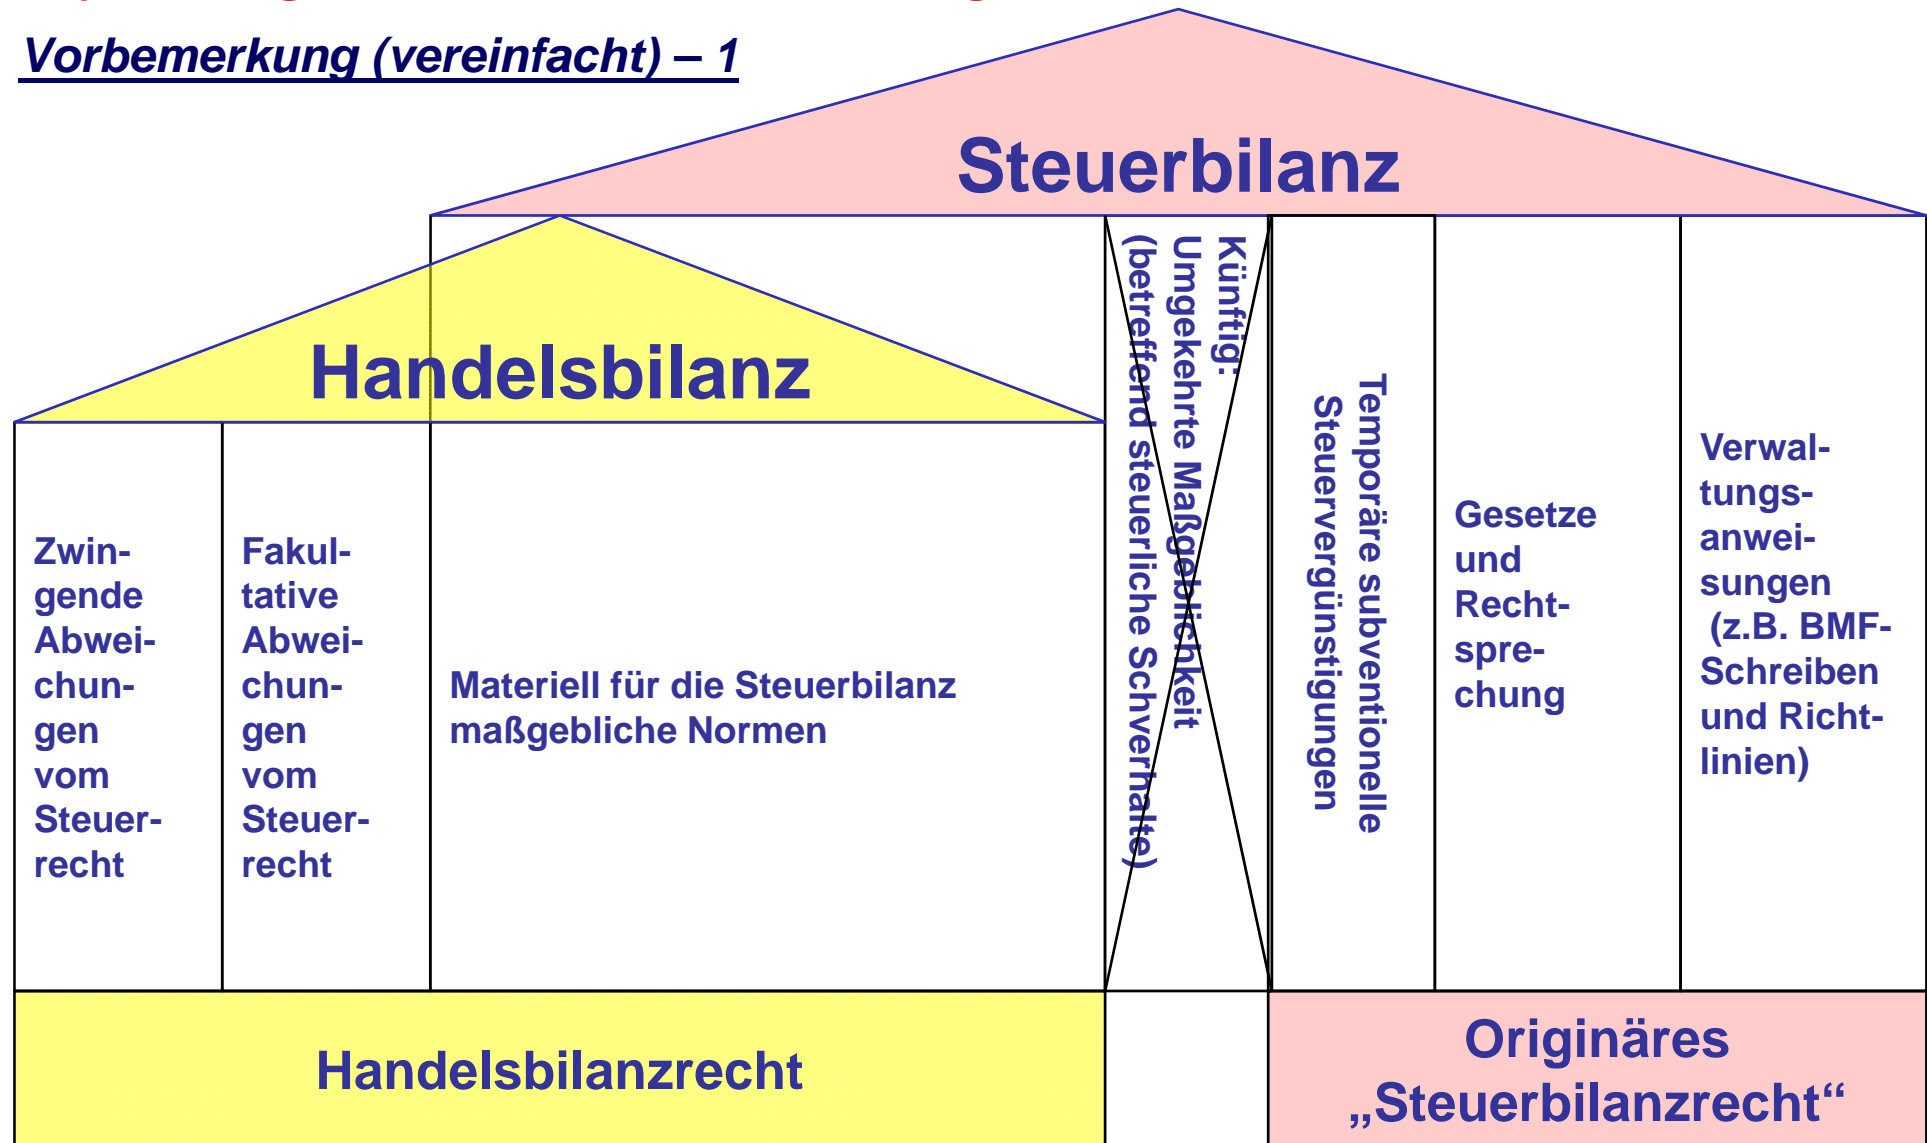 Vorbemerkung (vereinfacht) – 1
Steuerbilanz
Handelsbilanz
Zwin-
gende
Abwei-
chun-
gen
vom
Steuer-
recht
Fakul-
tative
Abwei-
chun-
gen
vom
Steuer-
recht
Materiell für die Steuerbilanz
maßgebliche Normen
Künftig:
Umgekehrte Maßgeblichkeit
(betreffend steuerliche Schverhalte)
Temporäre subventionelle
Steuervergünstigungen
Gesetze
und
Recht-
spre-
chung
Verwal-
tungs-
anwei-
sungen
(z.B. BMF-
Schreiben
und Richt-
linien)
Handelsbilanzrecht
Originäres
„Steuerbilanzrecht“